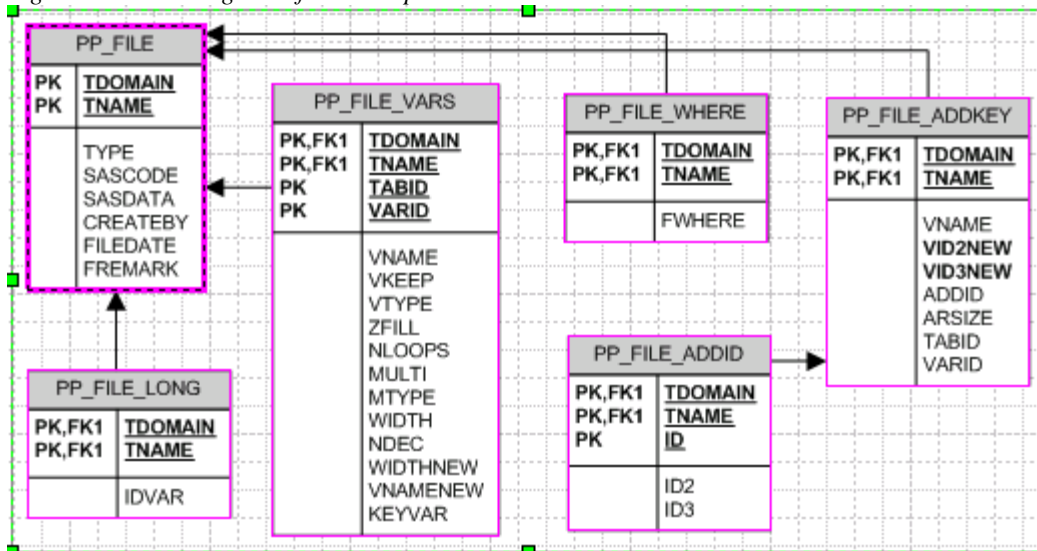 PP_FILE
PK TDOMAIN
PK TNAME
TYPE
SASCODE
SASDATA
CREATEBY
FILEDATE
FREMARK
PP_FILE_VARS
PK,FK1 TDOMAIN
PK,FK1 TNAME
PK TABID
PK VARID
VNAME
VKEEP
VTYPE
ZFILL
NLOOPS
MULTI
MTYPE
WIDTH
NDEC
WIDTHNEW
VNAMENEW
KEYVAR
PP_FILE_WHERE
PK,FK1 TDOMAIN
PK,FK1 TNAME
FWHERE
PP_FILE_ADDKEY
PK,FK1 TDOMAIN
PK,FK1 TNAME
VNAME
VID2NEW
VID3NEW
ADDID
ARSIZE
TABID
VARID
PP_FILE_LONG
PK,FK1 TDOMAIN
PK,FK1 TNAME
IDVAR
PP_FILE_ADDID
PK,FK1 TDOMAIN
PK,FK1 TNAME
PK ID
ID2
ID3